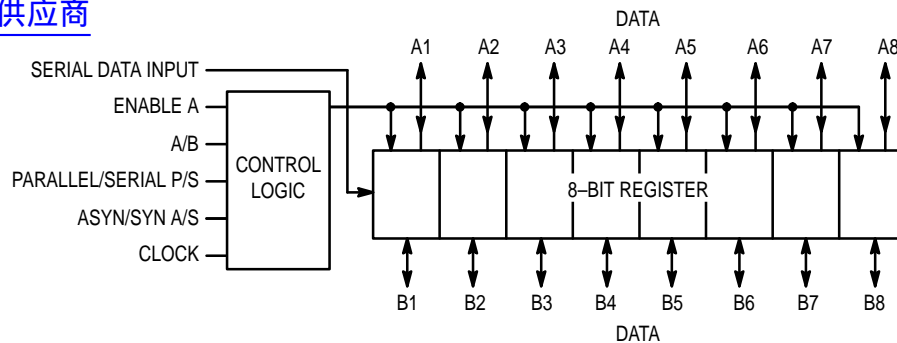 供应商
DATA
A1 A2 A3 A4 A5 A6 A7 A8
SERIAL DATA INPUT
ENABLE A
A/B
PARALLEL/SERIAL P/S
ASYN/SYN A/S
CLOCK
CONTROL
LOGIC
8–BIT REGISTER
B1 B2 B3 B4 B5 B6 B7 B8
DATA